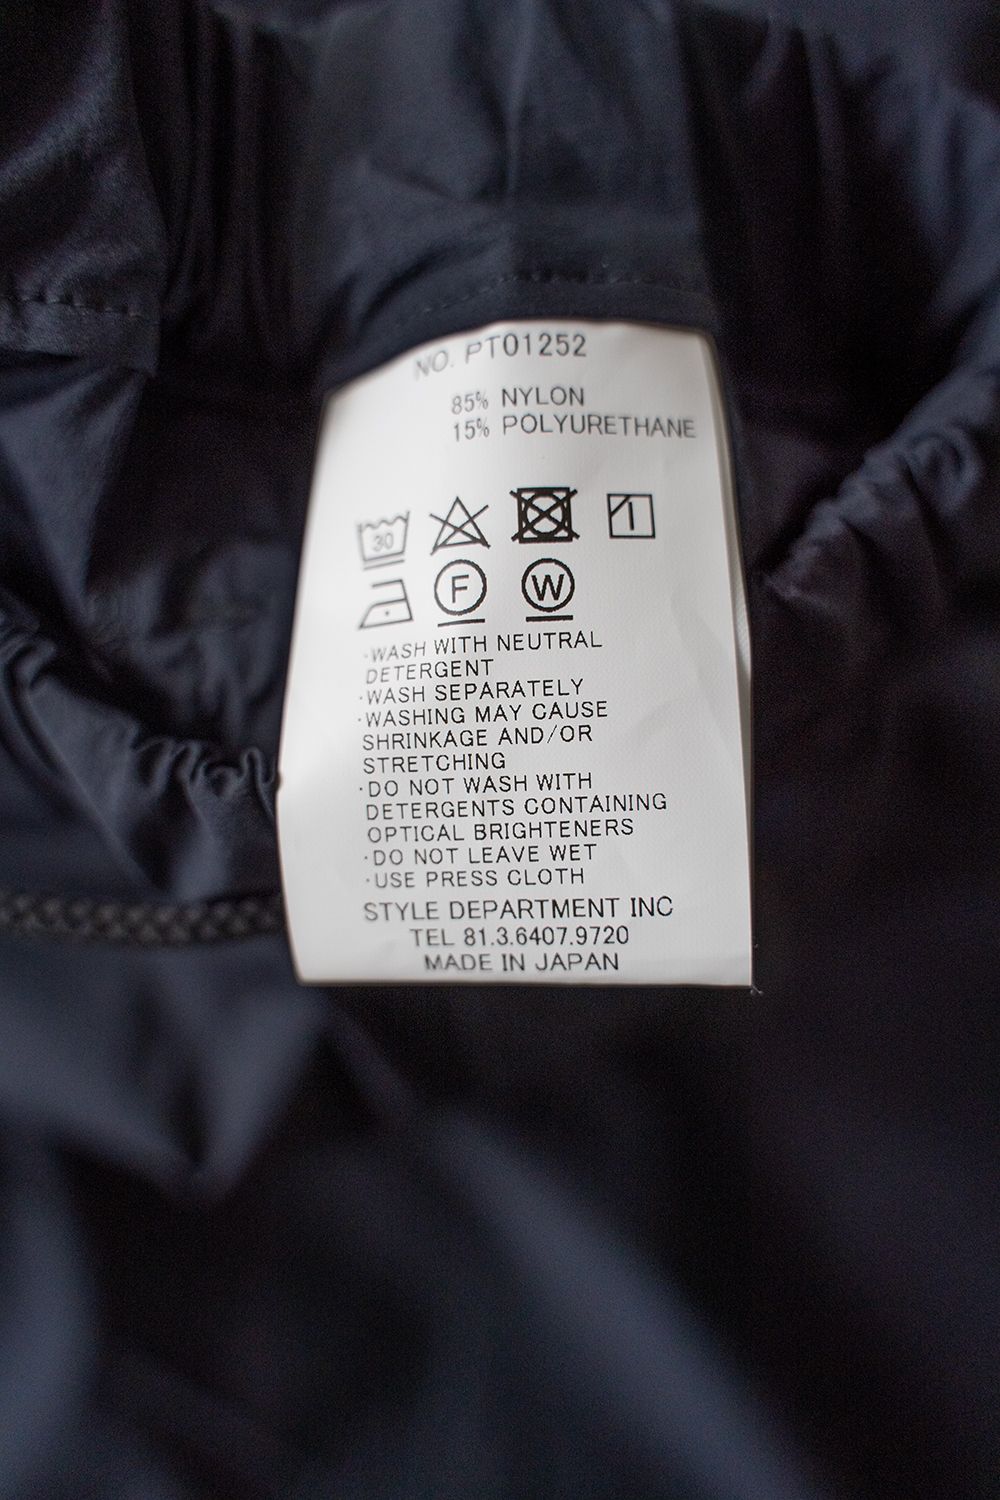 NO. PT01252
85% NYLON
15% POLYURETHANE
30
F W
·WASH WITH NEUTRAL
DETERGENT
·WASH SEPARATELY
·WASHING MAY CAUSE
SHRINKAGE AND/OR
STRETCHING
·DO NOT WASH WITH
DETERGENTS CONTAINING
OPTICAL BRIGHTENERS
·DO NOT LEAVE WET
·USE PRESS CLOTH
STYLE DEPARTMENT INC
TEL 81.3.6407.9720
MADE IN JAPAN